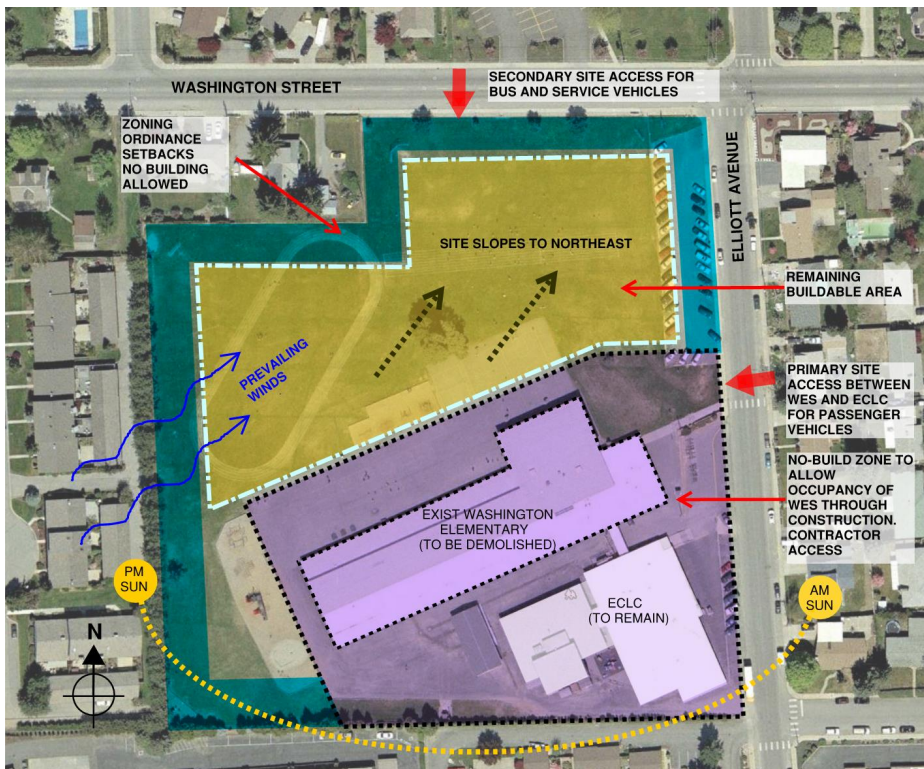 WASHINGTON STREET
SECONDARY SITE ACCESS FOR
BUS AND SERVICE VEHICLES
ZONING
ORDINANCE
SETBACKS
NO BUILDING
ALLOWED
ELLIOTT AVENUE
SITE SLOPES TO NORTHEAST
REMAINING
BUILDABLE AREA
PREVAILING
WINDS
PRIMARY SITE
ACCESS BETWEEN
WES AND ECLC
FOR PASSENGER
VEHICLES
NO-BUILD ZONE TO
ALLOW
OCCUPANCY OF
WES THROUGH
CONSTRUCTION.
CONTRACTOR
ACCESS
EXIST WASHINGTON
ELEMENTARY
(TO BE DEMOLISHED)
PM
SUN
AM
SUN
ECLC
(TO REMAIN)
N